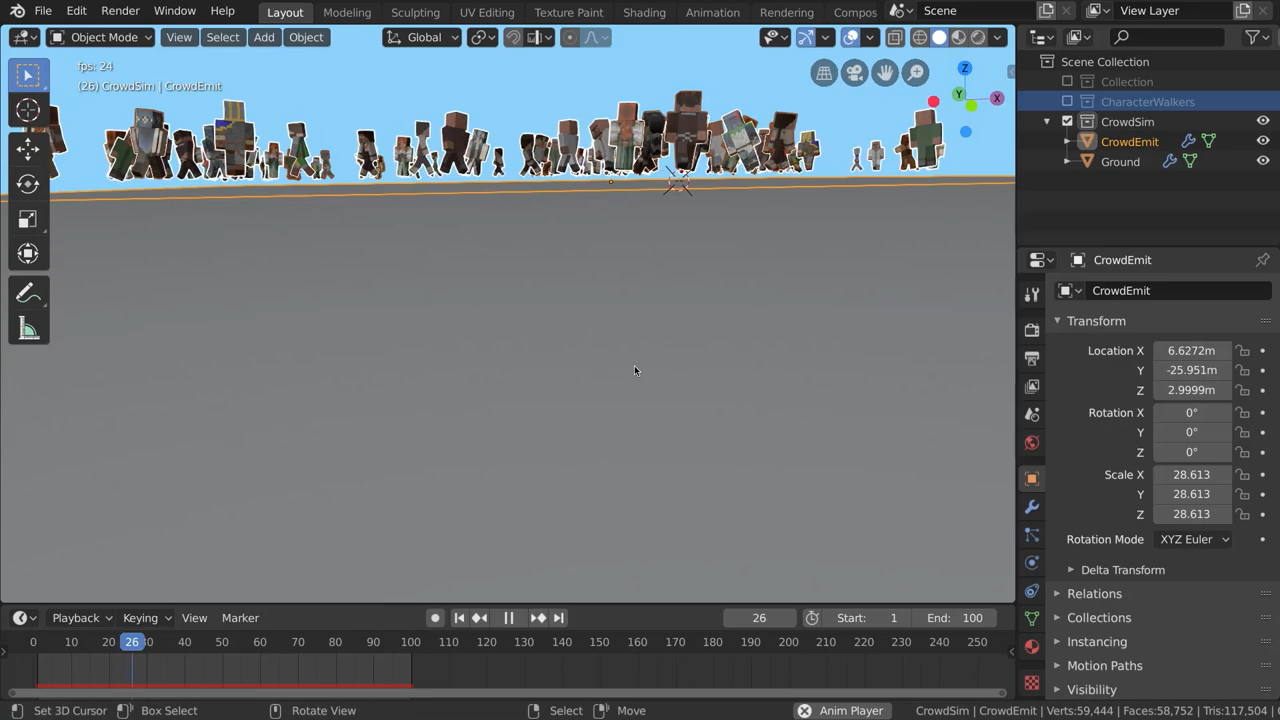 File Edit Render Window Help Layout Modeling Sculpting UV Editing Texture Paint Shading Animation Rendering Compos Scene View Layer
Object Mode View Select Add Object Global
fps: 24
(26) CrowdSim | CrowdEmit
Z
Y
X
Scene Collection
Collection
CharacterWalkers
CrowdSim
CrowdEmit
Ground
CrowdEmit
CrowdEmit
Transform
Location X 6.6272m
Y -25.951m
Z 2.9999m
Rotation X 0°
Y 0°
Z 0°
Scale X 28.613
Y 28.613
Z 28.613
Rotation Mode XYZ Euler
Delta Transform
Relations
Collections
Instancing
Motion Paths
Visibility
Playback Keying View Marker 26 Start: 1 End: 100
0 10 20 26 30 40 50 60 70 80 90 100 110 120 130 140 150 160 170 180 190 200 210 220 230 240 250
Set 3D Cursor Box Select Rotate View Select Move Anim Player CrowdSim | CrowdEmit | Verts:59,444 | Faces:58,752 | Tris:117,504 |